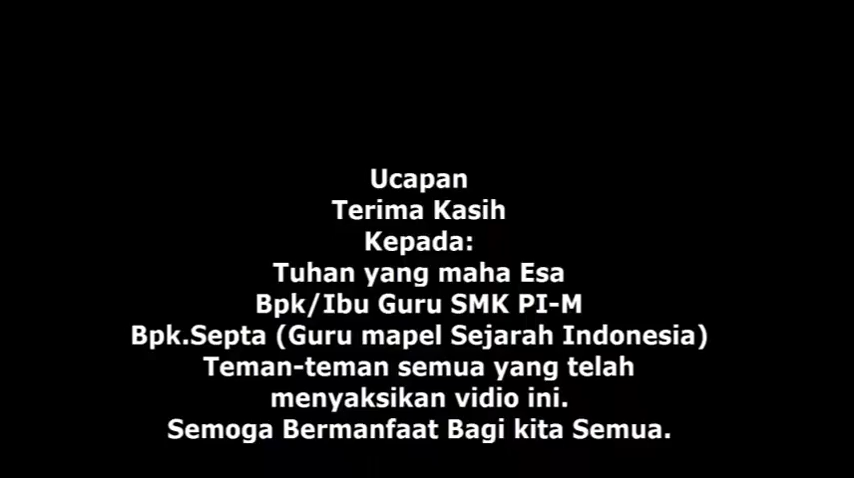 Ucapan
Terima Kasih
Kepada:
Tuhan yang maha Esa
Bpk/Ibu Guru SMK PI-M
Bpk.Septa (Guru mapel Sejarah Indonesia)
Teman-teman semua yang telah
menyaksikan vidio ini.
Semoga Bermanfaat Bagi kita Semua.